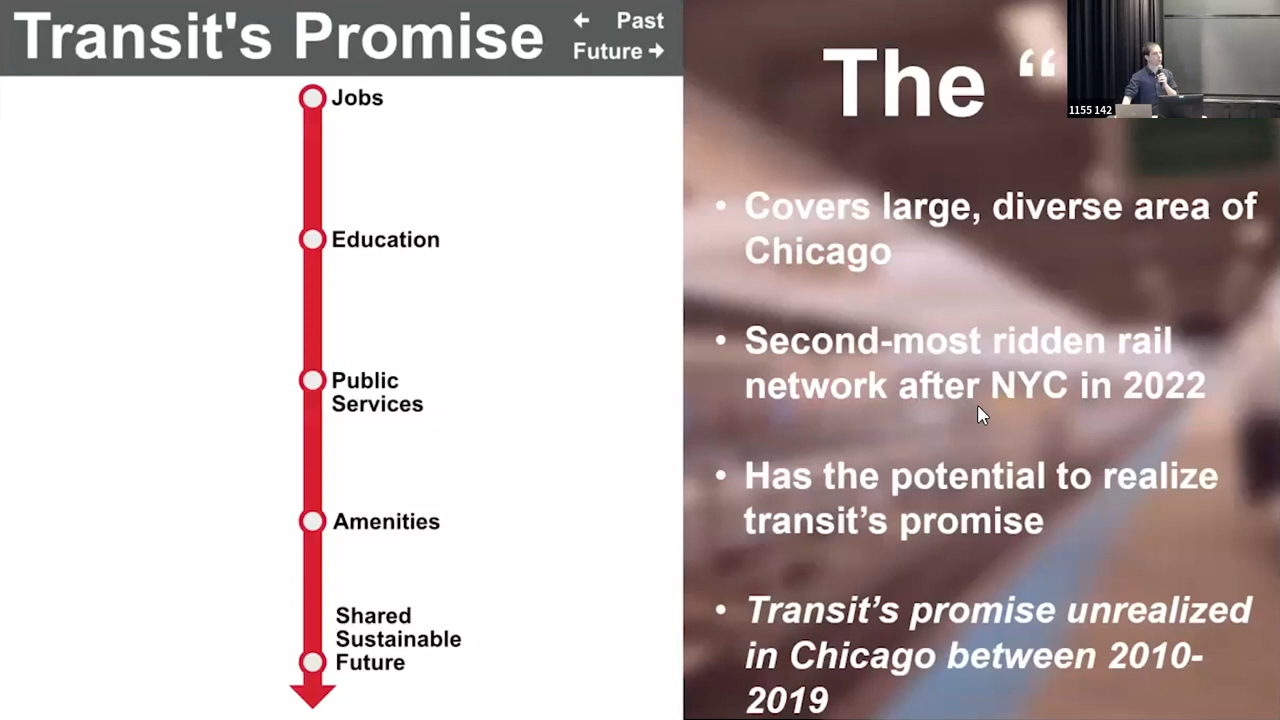 Transit's Promise
← Past
Future →
Jobs
Education
Public
Services
Amenities
Shared
Sustainable
Future
The “
1155 142
• Covers large, diverse area of
Chicago
• Second-most ridden rail
network after NYC in 2022
• Has the potential to realize
transit’s promise
• Transit’s promise unrealized
in Chicago between 2010-
2019